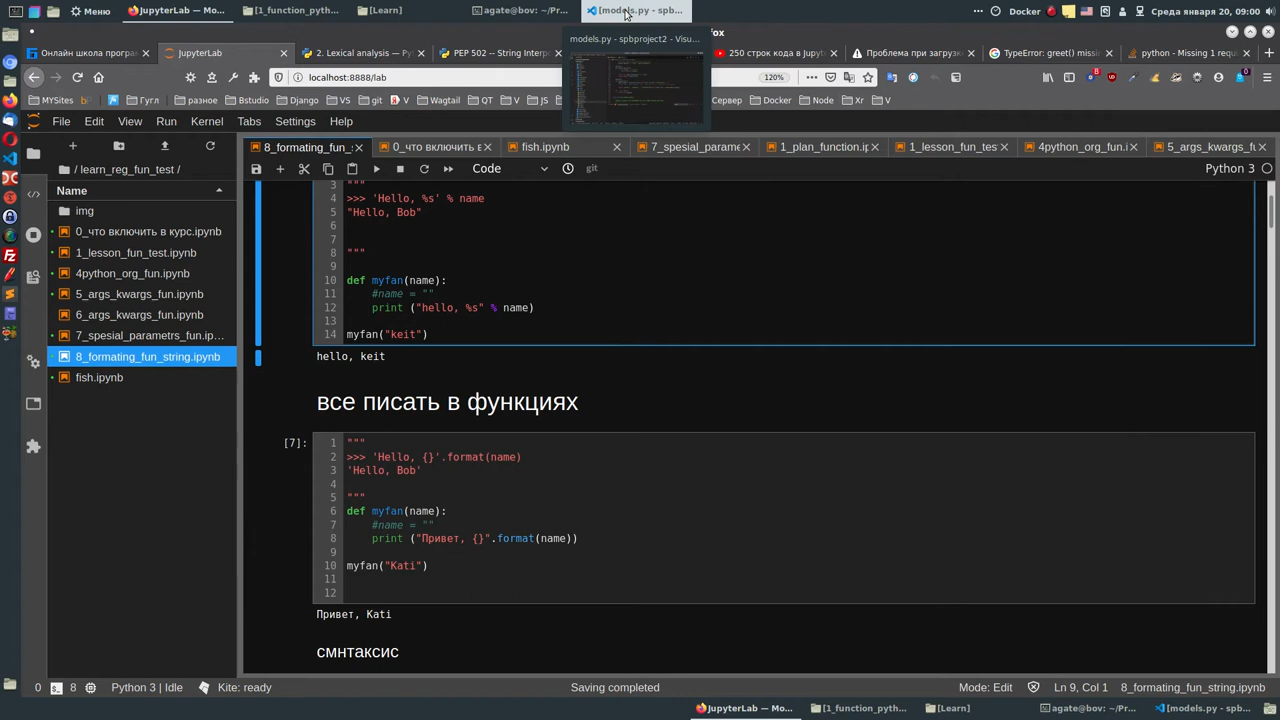 Меню
JupyterLab — Mo...
[1_function_pyth...
[Learn]
agate@bov: ~/Pr...
[models.py - spb...
Docker
Среда января 20, 09:00
Онлайн школа програ
JupyterLab
2. Lexical analysis — Py
PEP 502 -- String Interpo
models.py - spbproject2 - Visu...
fox
250 строк кода в Jupyt
Проблема при загрузк
TypeError: get() missing
python - Missing 1 requ
localhost:8888/lab
120%
MYSites
Гугл
разное
Bstudio
Django
VS
git
V
Wagtail
QT
V
JS
Сервер
Docker
Node
Xr
V
File
Edit
View
Run
Kernel
Tabs
Settings
Help
8_formating_fun_s
0_что включить в
fish.ipynb
7_spesial_parame
1_plan_function.ip
1_lesson_fun_tes
4python_org_fun.i
5_args_kwargs_fu
Code
git
Python 3
/ learn_reg_fun_test /
Name
img
0_что включить в курс.ipynb
1_lesson_fun_test.ipynb
4python_org_fun.ipynb
5_args_kwargs_fun.ipynb
6_args_kwargs_fun.ipynb
7_spesial_parametrs_fun.ip...
8_formating_fun_string.ipynb
fish.ipynb
3 """
4 >>> 'Hello, %s' % name
5 "Hello, Bob"
6
7
8 """
9
10 def myfan(name):
11 #name = ""
12 print ("hello, %s" % name)
13
14 myfan("keit")
hello, keit
все писать в функциях
[7]:
1 """
2 >>> 'Hello, {}'.format(name)
3 'Hello, Bob'
4
5 """
6 def myfan(name):
7 #name = ""
8 print ("Привет, {}".format(name))
9
10 myfan("Kati")
11
12
Привет, Kati
смнтаксис
0
8
Python 3 | Idle
Kite: ready
Saving completed
Mode: Edit
Ln 9, Col 1
8_formating_fun_string.ipynb
JupyterLab — Mo...
[1_function_pyth...
[Learn]
agate@bov: ~/Pr...
[models.py - spb...